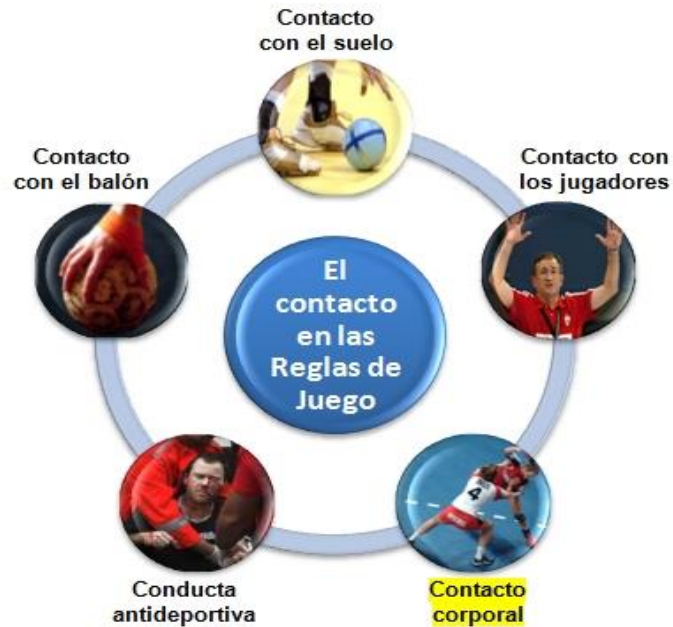 Contacto
con el suelo
Contacto
con el balón
Contacto con
los jugadores
El
contacto
en las
Reglas de
Juego
4
Conducta
antideportiva
Contacto
corporal